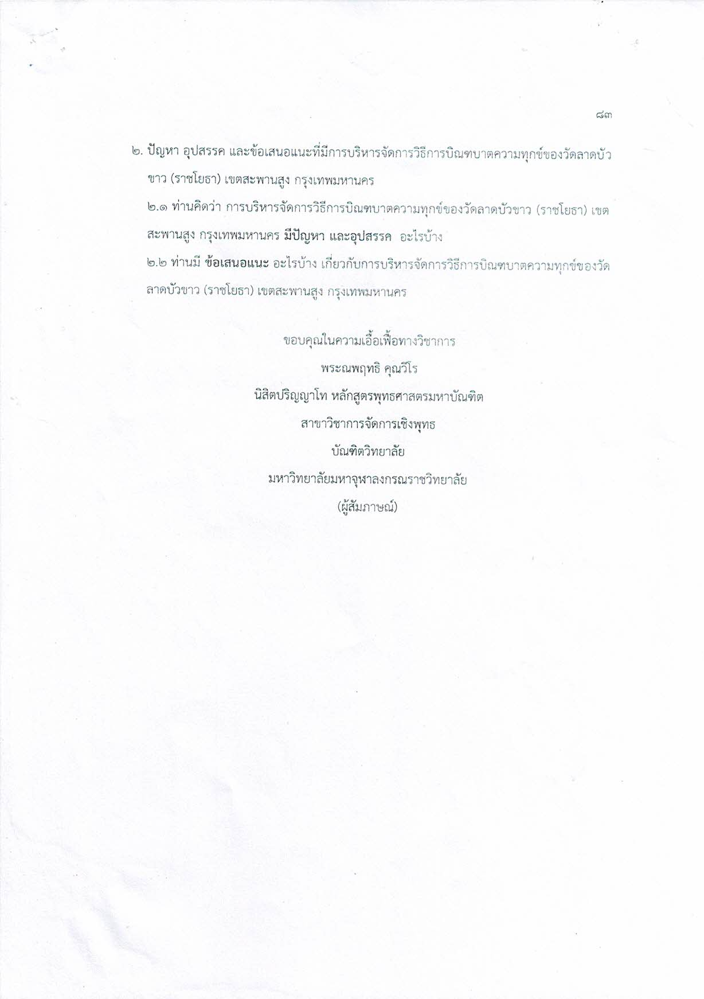 ๘๓
๒. ปัญหา อุปสรรค และข้อเสนอแนะที่มีการบริหารจัดการวิธีการบิณฑบาตความทุกข์ของวัดลาดบัว
ขาว (ราชโยธา) เขตสะพานสูง กรุงเทพมหานคร
๒.๑ ท่านคิดว่า การบริหารจัดการวิธีการบิณฑบาตความทุกข์ของวัดลาดบัวขาว (ราชโยธา) เขต
สะพานสูง กรุงเทพมหานคร มีปัญหา และอุปสรรค อะไรบ้าง
๒.๒ ท่านมี ข้อเสนอแนะ อะไรบ้าง เกี่ยวกับการบริหารจัดการวิธีการบิณฑบาตความทุกข์ของวัด
ลาดบัวขาว (ราชโยธา) เขตสะพานสูง กรุงเทพมหานคร
ขอบคุณในความเอื้อเฟื้อทางวิชาการ
พระณพฤทธิ คุณวีโร
นิสิตปริญญาโท หลักสูตรพุทธศาสตรมหาบัณฑิต
สาขาวิชาการจัดการเชิงพุทธ
บัณฑิตวิทยาลัย
มหาวิทยาลัยมหาจุฬาลงกรณราชวิทยาลัย
(ผู้สัมภาษณ์)